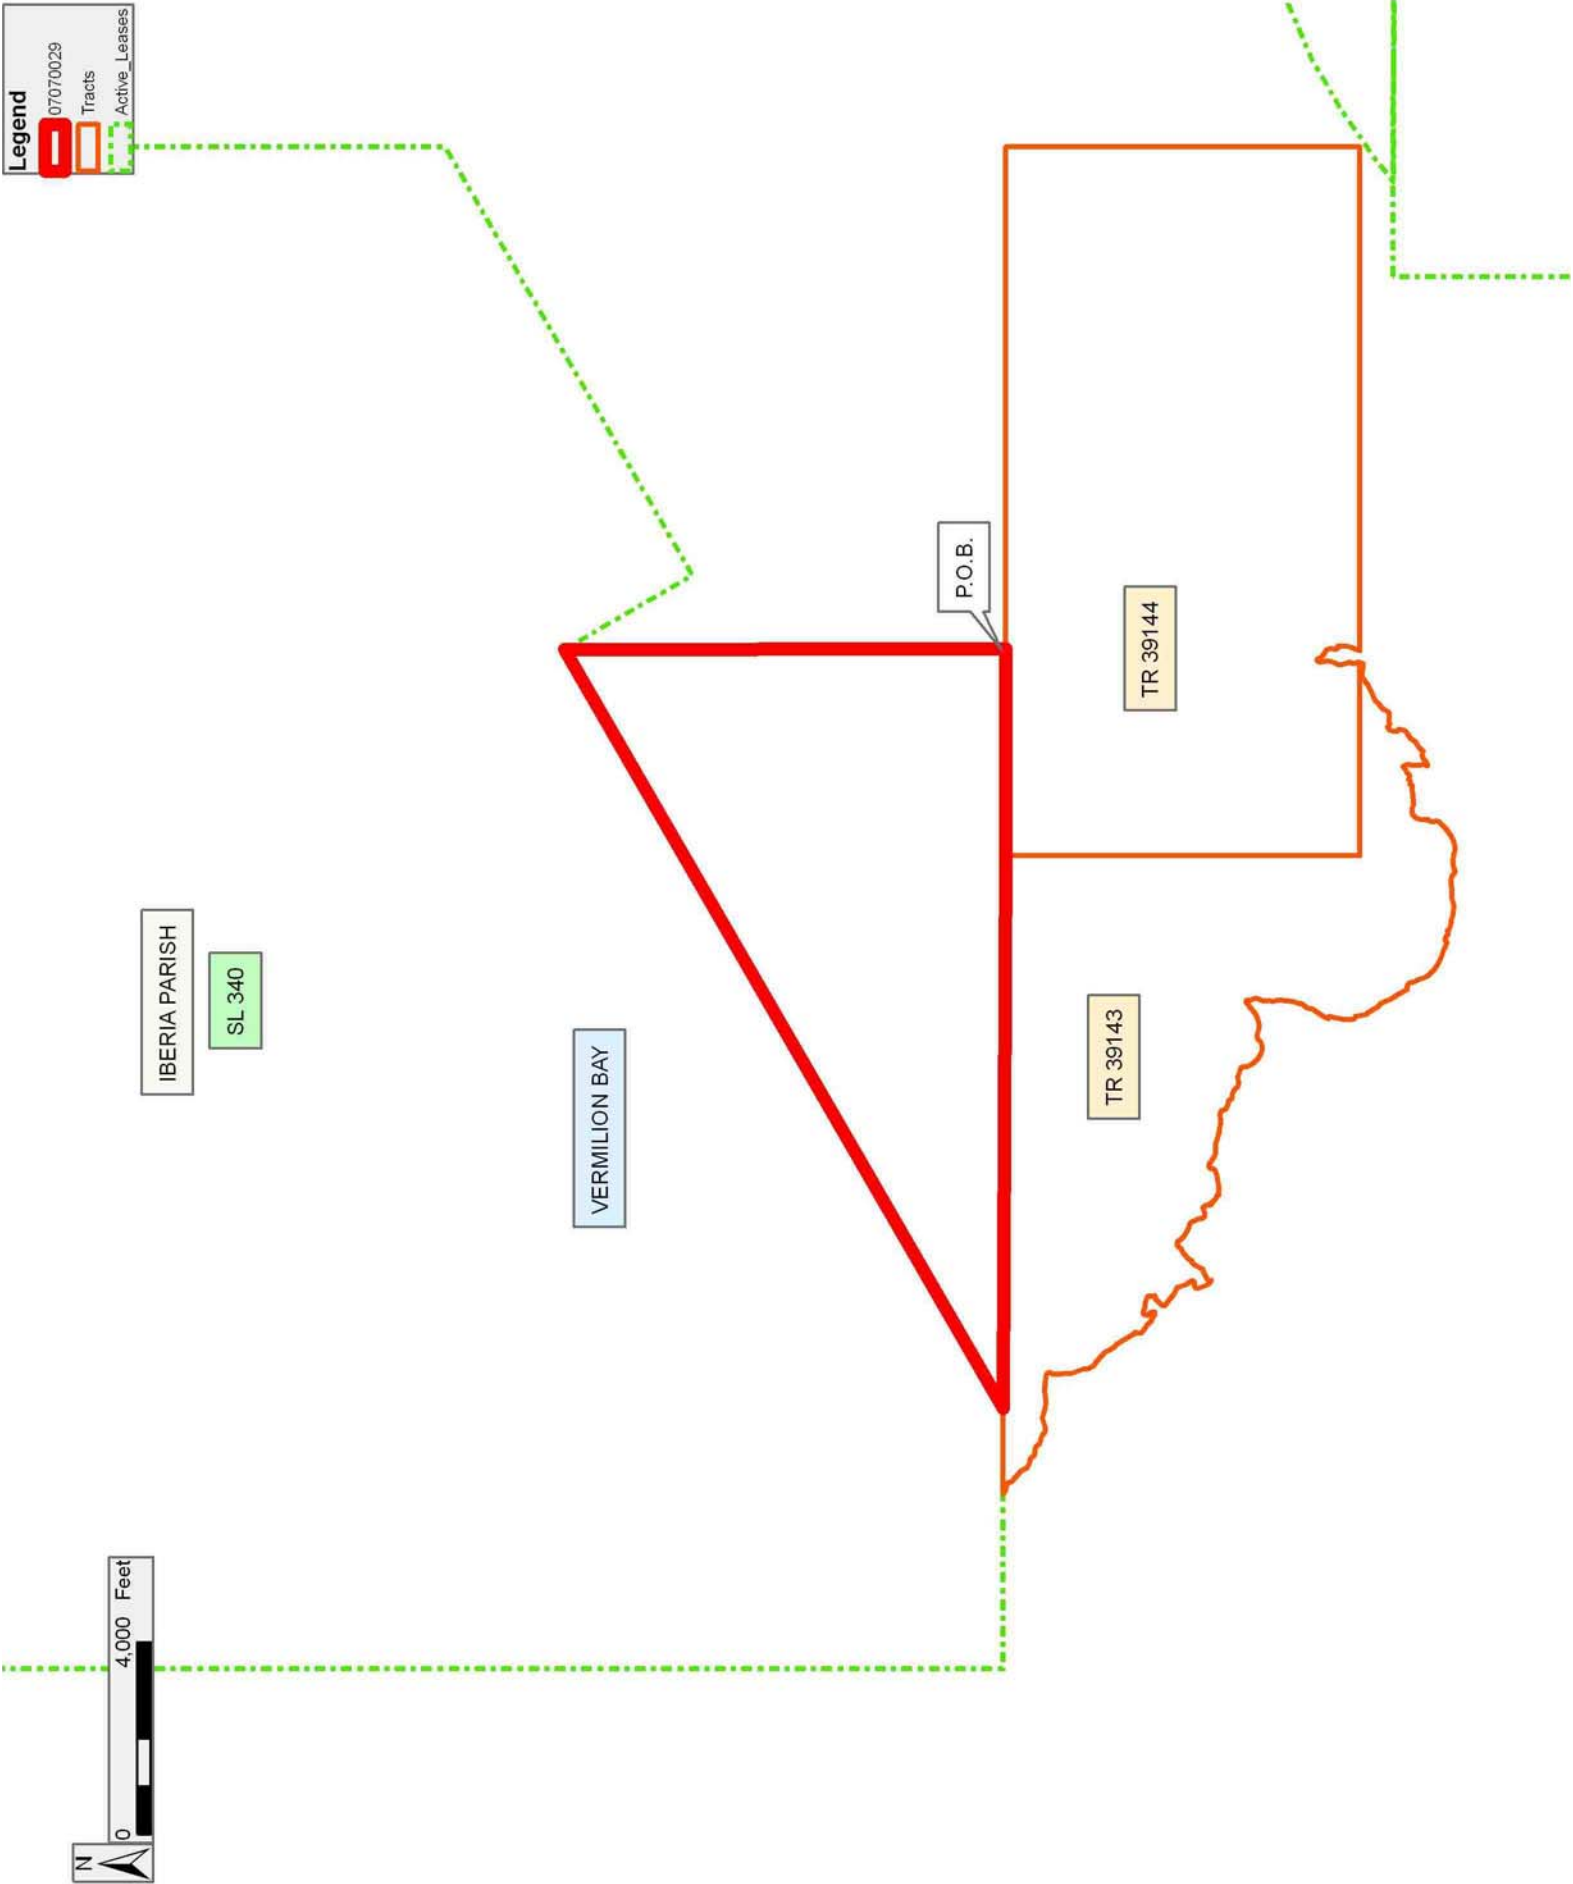 Legend
07070029
Tracts
Active_Leases
N
0 4,000 Feet
IBERIA PARISH
SL 340
VERMILION BAY
P.O.B.
TR 39144
TR 39143